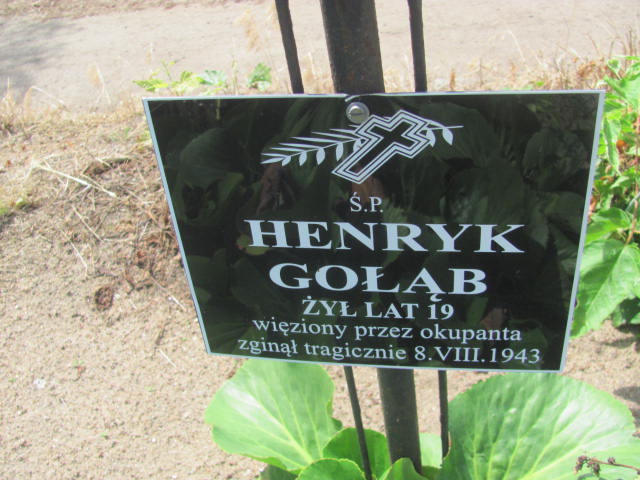 Ś.P.
HENRYK
GOŁĄB
ŻYŁ LAT 19
więziony przez okupanta
zginął tragicznie 8.VIII.1943